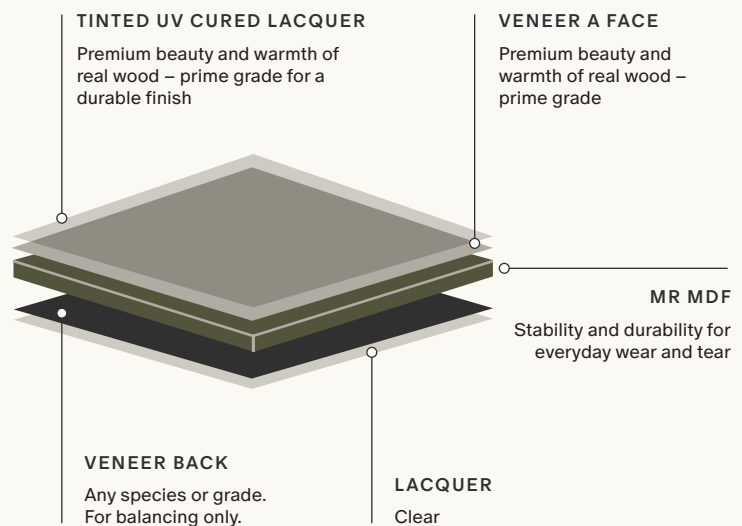 TINTED UV CURED LACQUER
Premium beauty and warmth of
real wood – prime grade for a
durable finish
VENEER A FACE
Premium beauty and
warmth of real wood –
prime grade
MR MDF
Stability and durability for
everyday wear and tear
VENEER BACK
Any species or grade.
For balancing only.
LACQUER
Clear